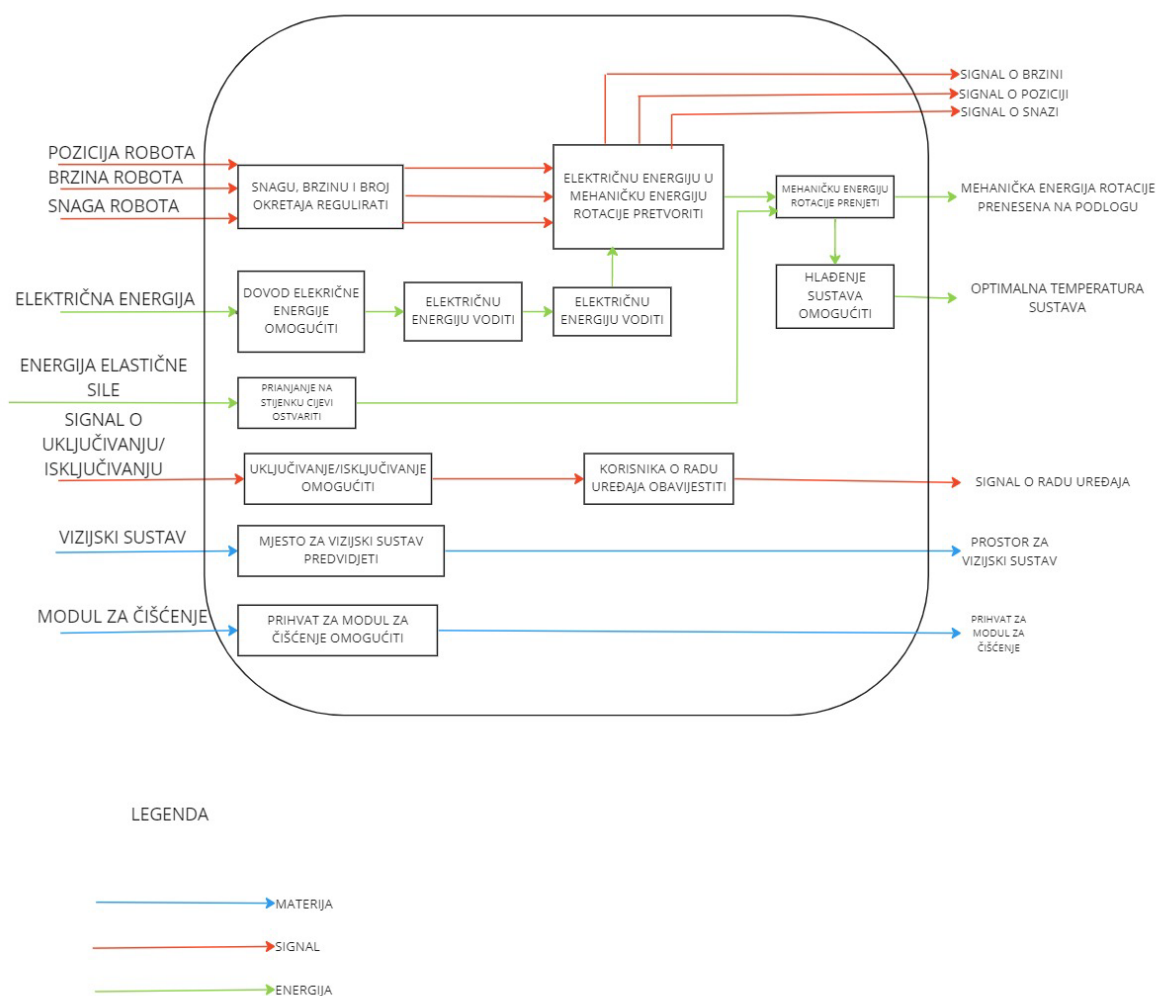 SIGNAL O BRZINI
SIGNAL O POZICIJI
SIGNAL O SNAZI
POZICIJA ROBOTA
BRZINA ROBOTA
SNAGA ROBOTA
SNAGU, BRZINU I BROJ
OKRETAJA REGULIRATI
ELEKTRIČNU ENERGIJU U
MEHANIČKU ENERGIJU
ROTACIJE PRETVORITI
MEHANIČKU ENERGIJU
ROTACIJE PRENJETI
MEHANIČKA ENERGIJA ROTACIJE
PRENESENA NA PODLOGU
ELEKTRIČNA ENERGIJA
DOVOD ELEKRIČNE
ENERGIJE
OMOGUĆITI
ELEKTRIČNU
ENERGIJU VODITI
ELEKTRIČNU
ENERGIJU VODITI
HLAĐENJE
SUSTAVA
OMOGUĆITI
OPTIMALNA TEMPERATURA
SUSTAVA
ENERGIJA ELASTIČNE
SILE
PRIANJANJE NA
STIJENKU CIJEVI
OSTVARITI
SIGNAL O
UKLJUČIVANJU/
ISKLJUČIVANJU
UKLJUČIVANJE/ISKLJUČIVANJE
OMOGUĆITI
KORISNIKA O RADU
UREĐAJA OBAVIJESTITI
SIGNAL O RADU UREĐAJA
VIZIJSKI SUSTAV
MJESTO ZA VIZIJSKI SUSTAV
PREDVIDJETI
PROSTOR ZA
VIZIJSKI SUSTAV
MODUL ZA ČIŠĆENJE
PRIHVAT ZA MODUL ZA
ČIŠĆENJE OMOGUĆITI
PRIHVAT ZA
MODUL ZA
ČIŠĆENJE
LEGENDA
MATERIJA
SIGNAL
ENERGIJA